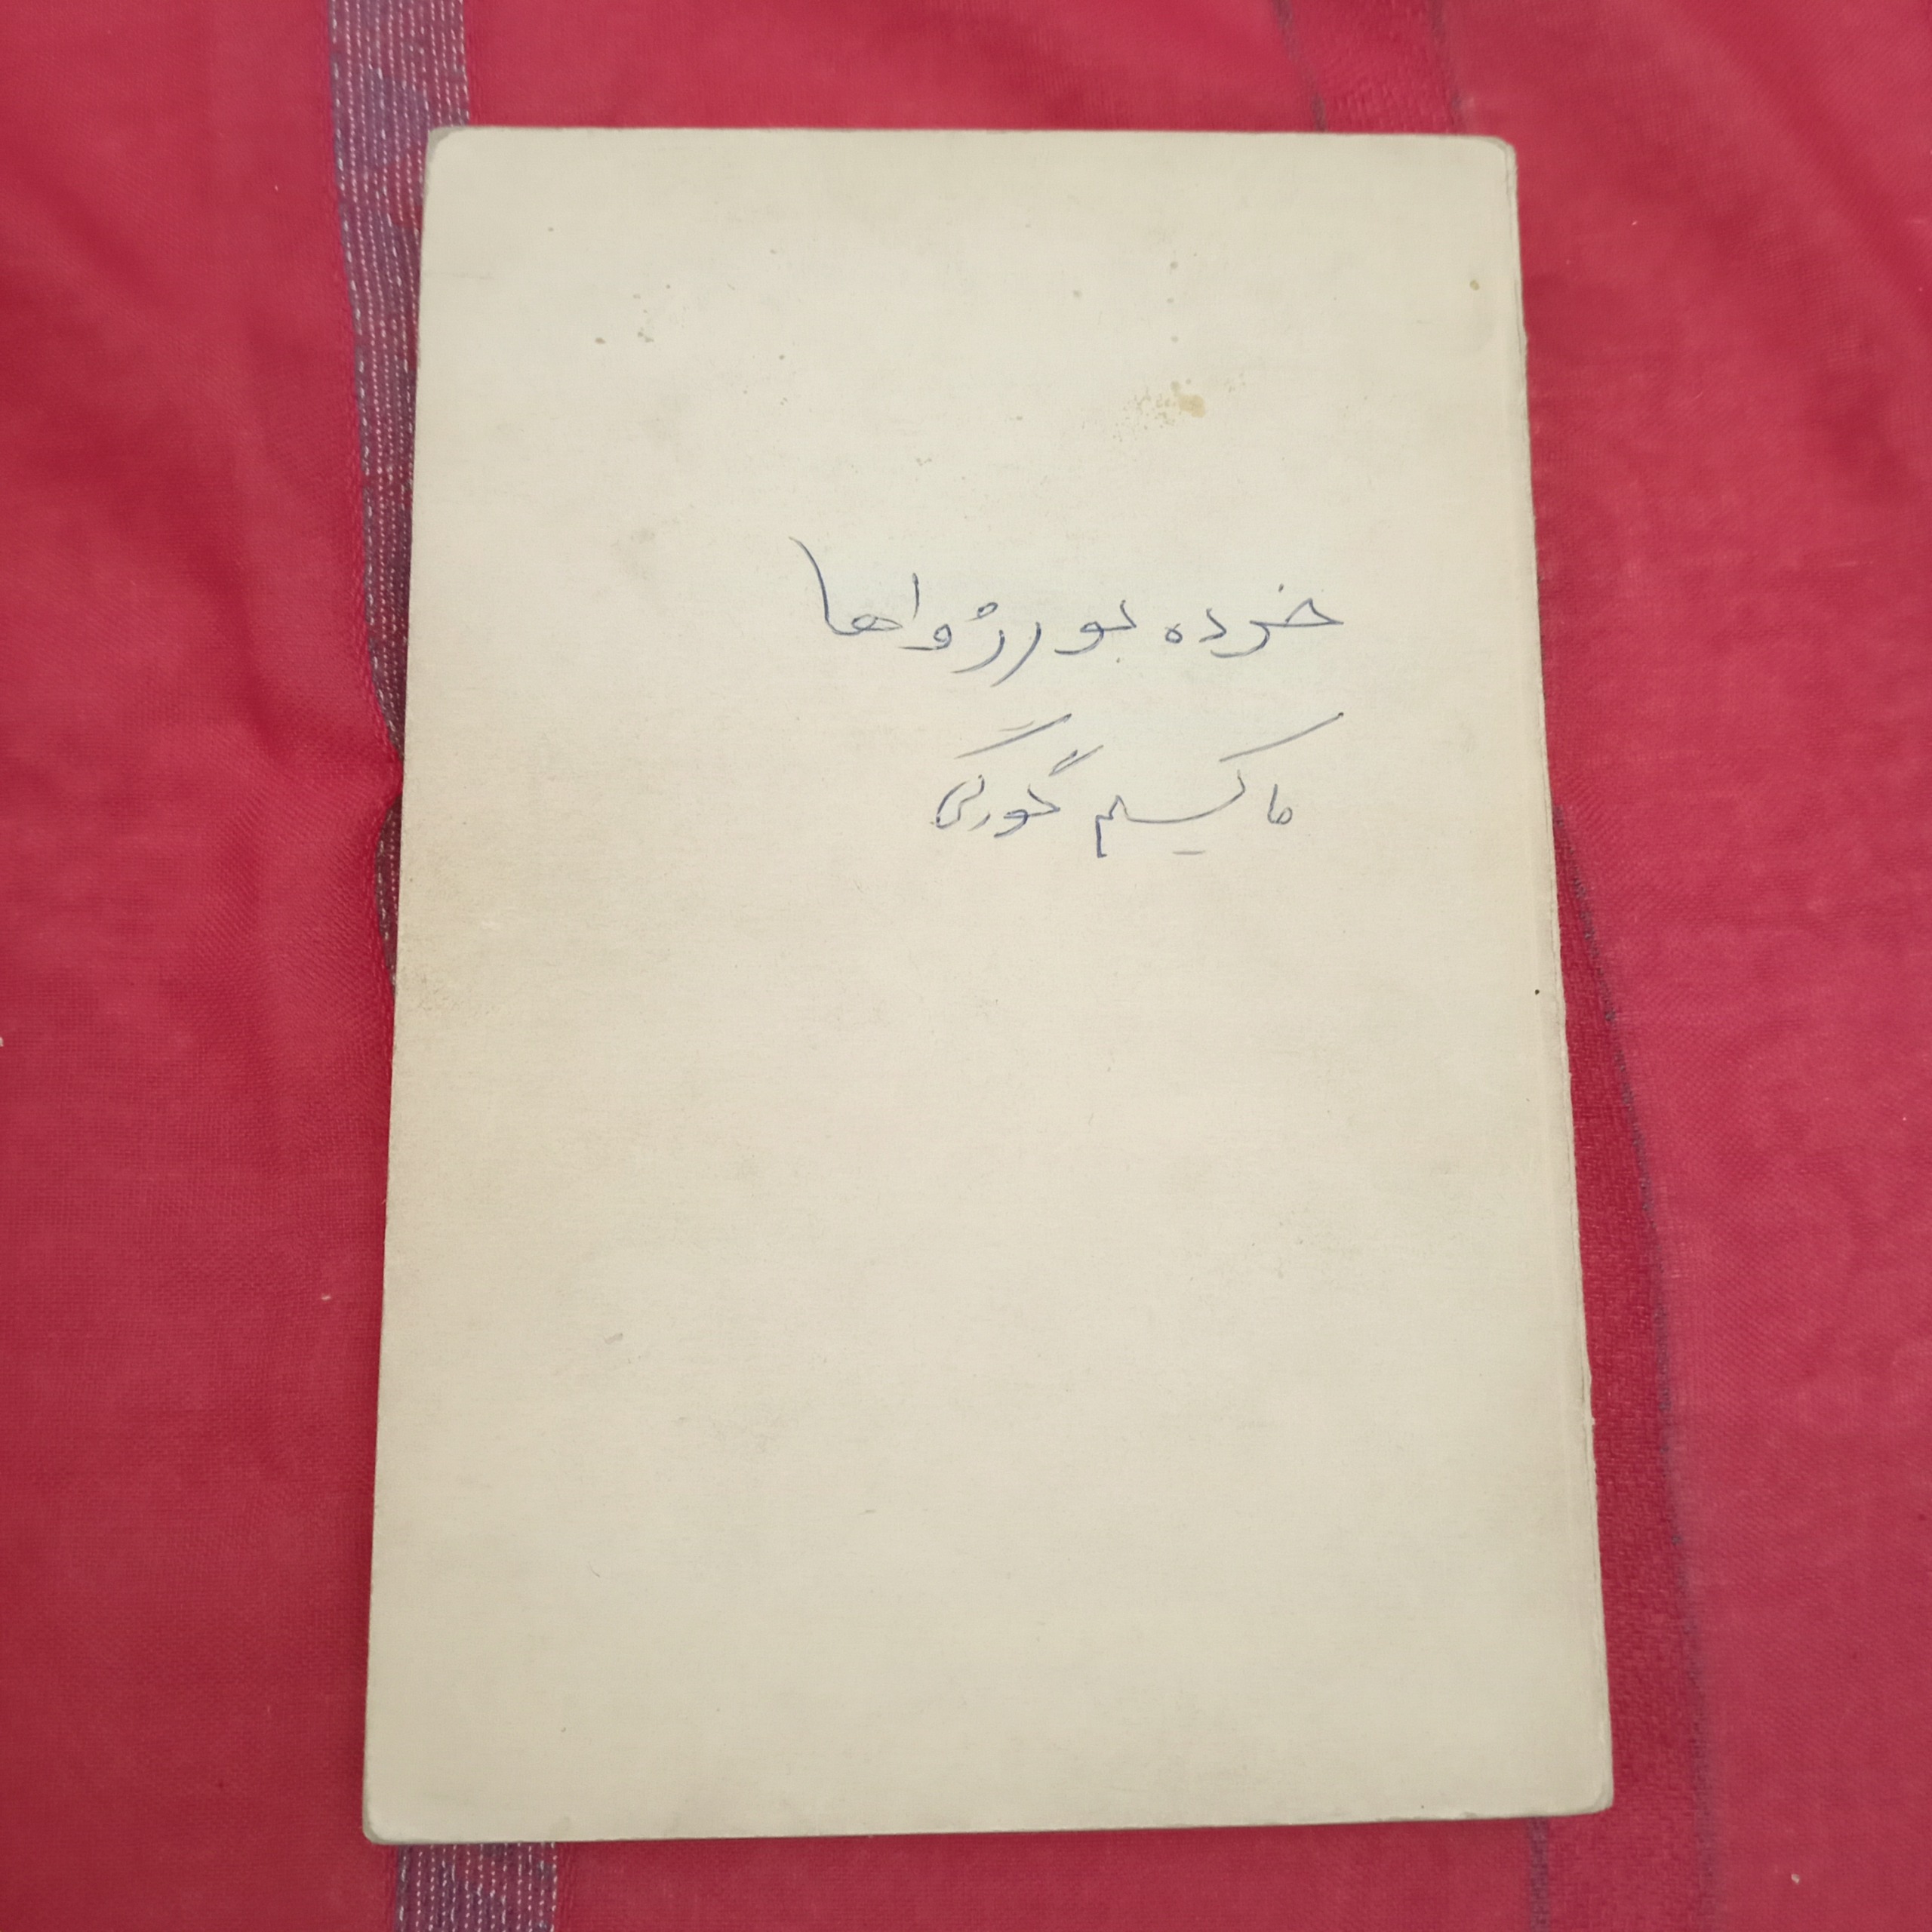 خرده بورژواها
ماکسیم گورکی